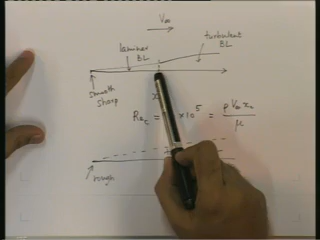 V∞
laminar turbulent
BL BL
smooth
sharp
Re = ×10⁵ = ρ V∞ x
μ
rough